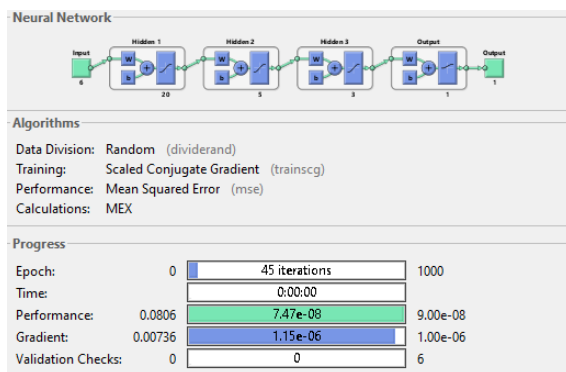 Neural Network
Hidden 1 Hidden 2 Hidden 3 Output
Input Output
W W W W
b b b b
6 20 5 3 1 1
Algorithms
Data Division: Random (dividerand)
Training: Scaled Conjugate Gradient (trainscg)
Performance: Mean Squared Error (mse)
Calculations: MEX
Progress
Epoch: 0 45 iterations 1000
Time: 0:00:00
Performance: 0.0806 7.47e-08 9.00e-08
Gradient: 0.00736 1.15e-06 1.00e-06
Validation Checks: 0 0 6